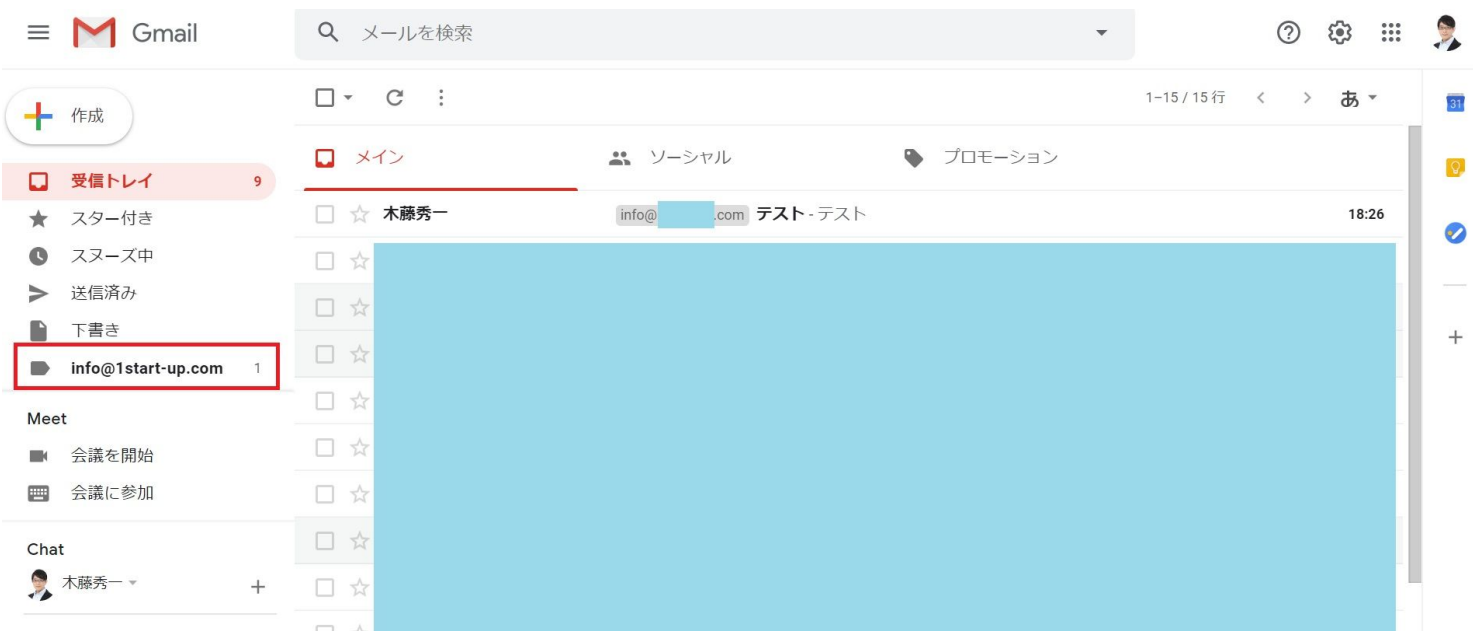 Gmail
メールを検索
作成
1–15 / 15 行
あ
31
受信トレイ 9
メイン
ソーシャル
プロモーション
スター付き
木藤秀一
info@ .com テスト - テスト
18:26
スヌーズ中
送信済み
下書き
info@1start-up.com 1
Meet
会議を開始
会議に参加
Chat
木藤秀一